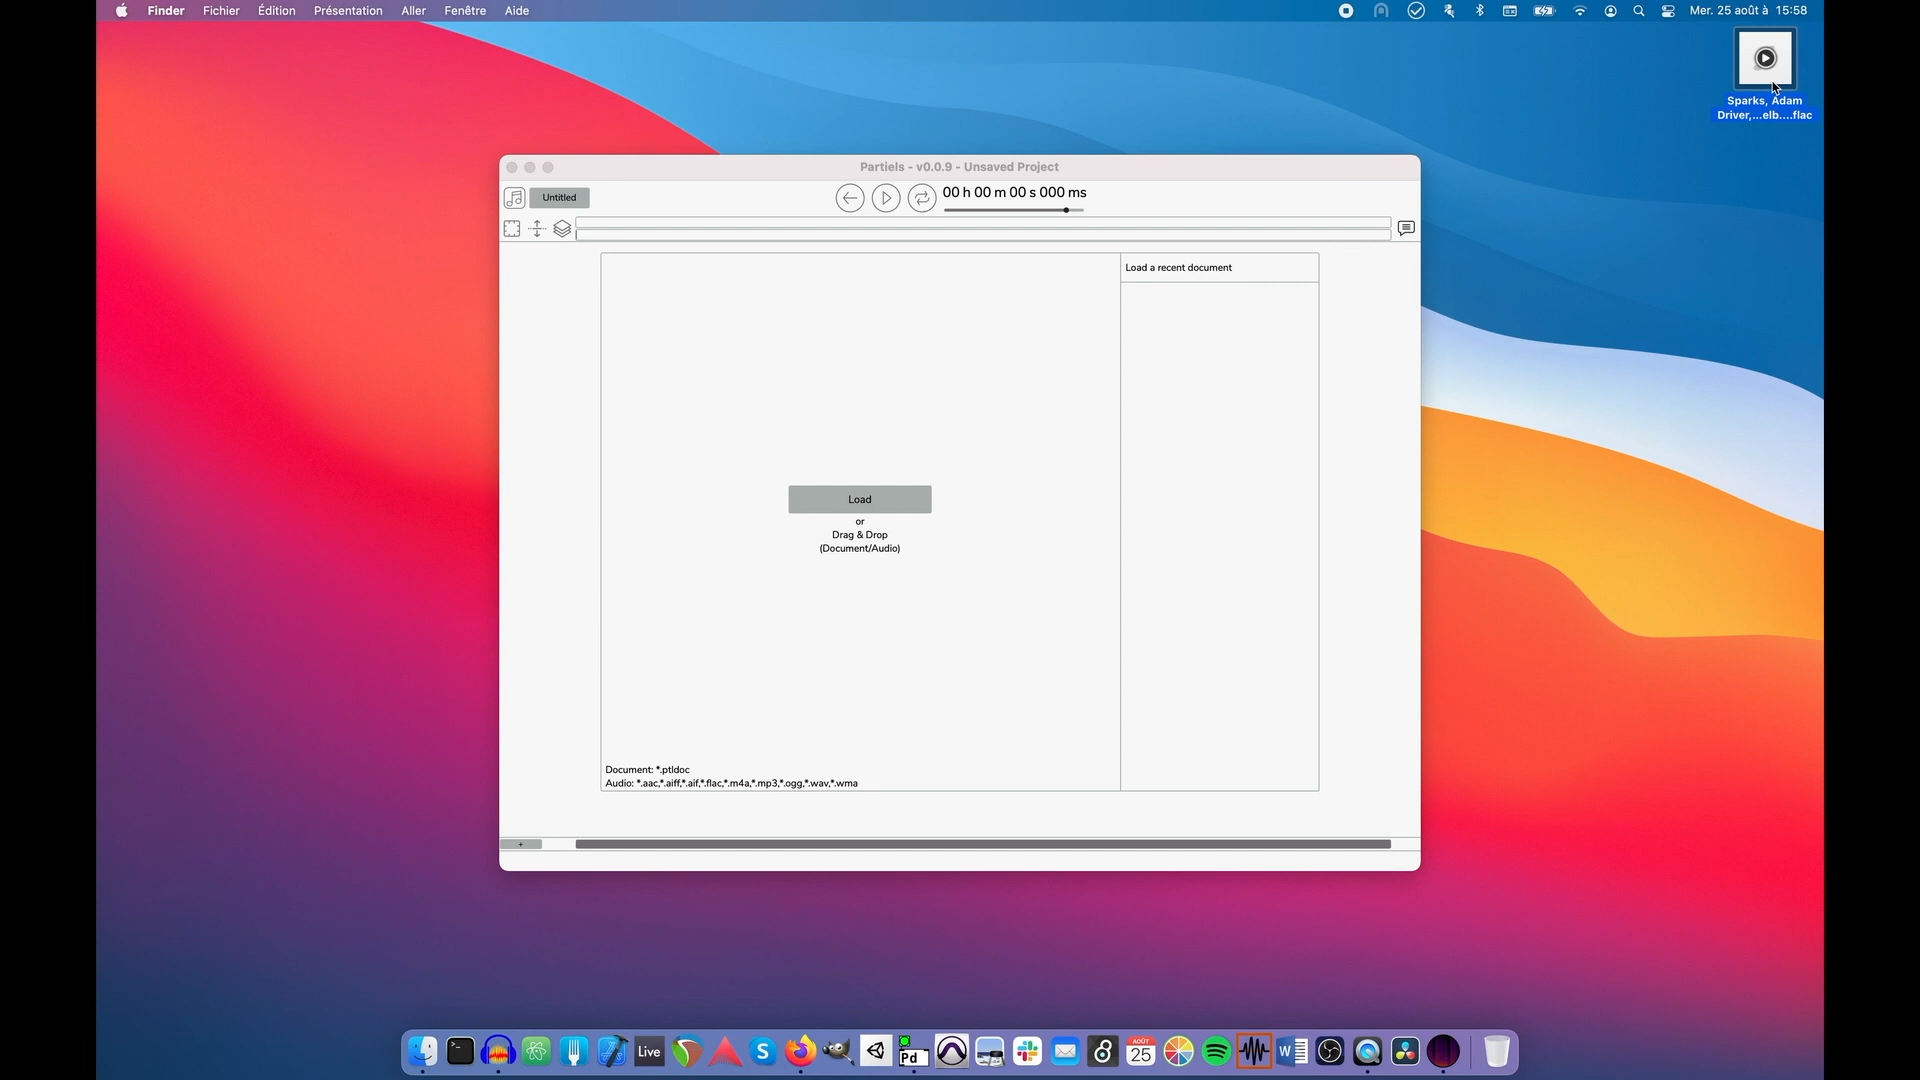 Finder Fichier Édition Présentation Aller Fenêtre Aide
Mer. 25 août à 15:58
Sparks, Adam
Driver,...elb....flac
Partiels - v0.0.9 - Unsaved Project
Untitled
00 h 00 m 00 s 000 ms
Load a recent document
Load
or
Drag & Drop
(Document/Audio)
Document: *.ptldoc
Audio: *.aac,*.aiff,*.aif,*.flac,*.m4a,*.mp3,*.ogg,*.wav,*.wma
+
Live
Pd
AOÛT
25
W